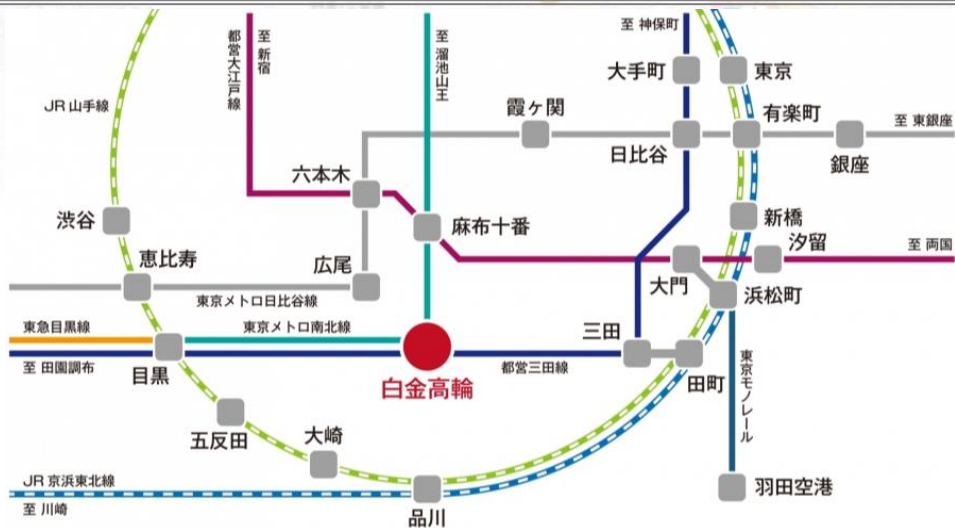 至 神保町
都営大江戸線
至 新宿
至 溜池山王
大手町
東京
JR 山手線
霞ヶ関
有楽町
至 東銀座
日比谷
銀座
六本木
渋谷
麻布十番
新橋
汐留
至 両国
恵比寿
広尾
大門
浜松町
東京メトロ日比谷線
東急目黒線
東京メトロ南北線
三田
至 田園調布
目黒
都営三田線
田町
白金高輪
東京モノレール
五反田
大崎
JR 京浜東北線
羽田空港
至 川崎
品川